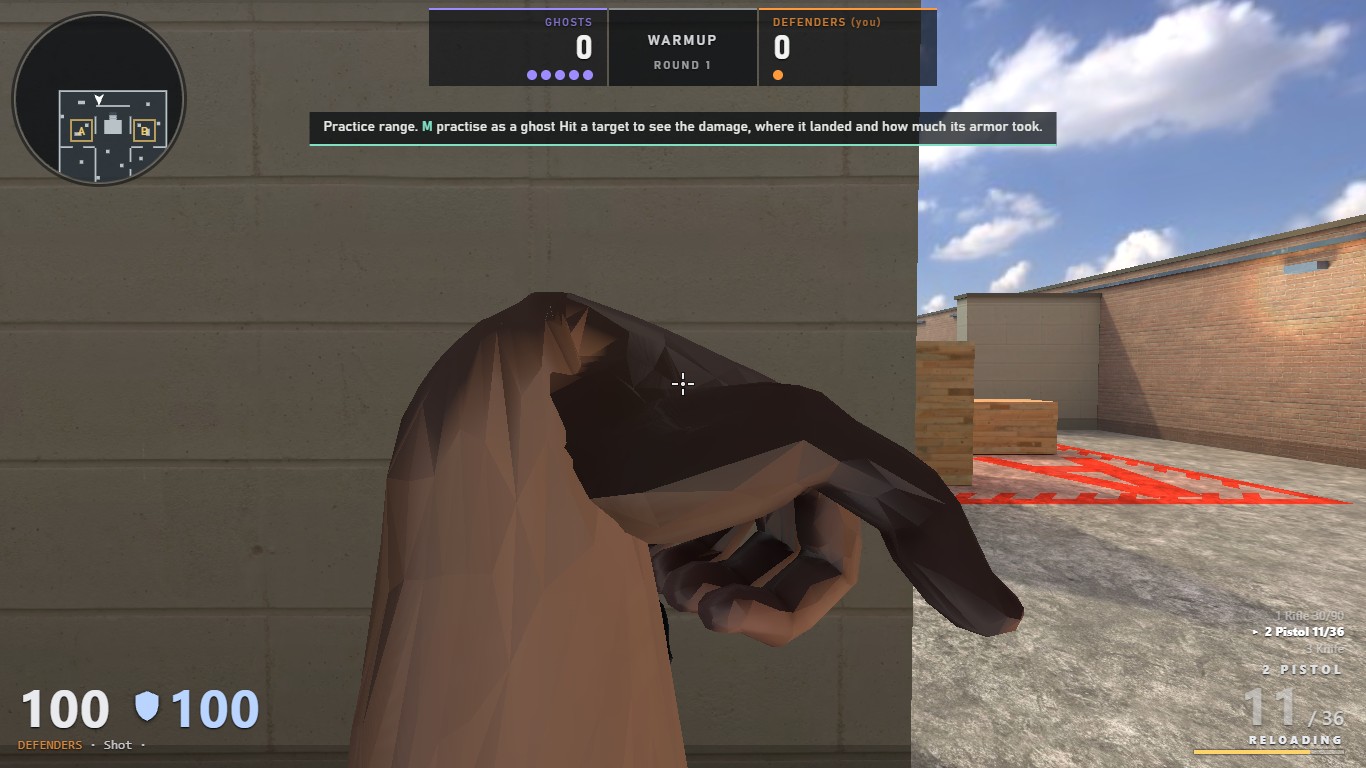 GHOSTS
0
WARMUP
ROUND 1
DEFENDERS (you)
0
Practice range. M practise as a ghost Hit a target to see the damage, where it landed and how much its armor took.
A
B
1 Rifle 30/90
▸ 2 Pistol 11/36
3 Knife
2 PISTOL
11 / 36
RELOADING
100 100
DEFENDERS · Shot ·